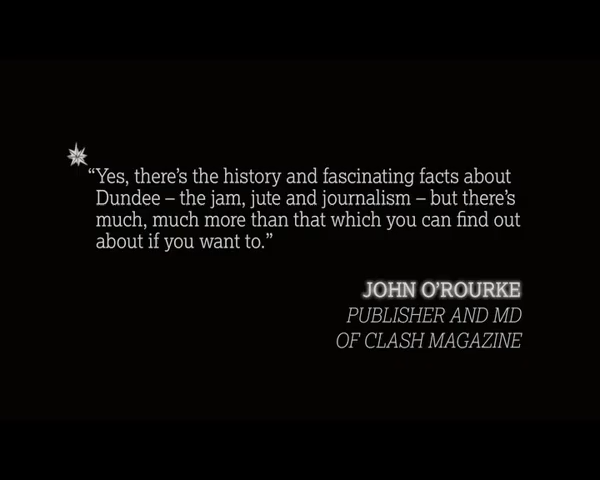 “Yes, there’s the history and fascinating facts about
Dundee – the jam, jute and journalism – but there’s
much, much more than that which you can find out
about if you want to.”
JOHN O’ROURKE
PUBLISHER AND MD
OF CLASH MAGAZINE